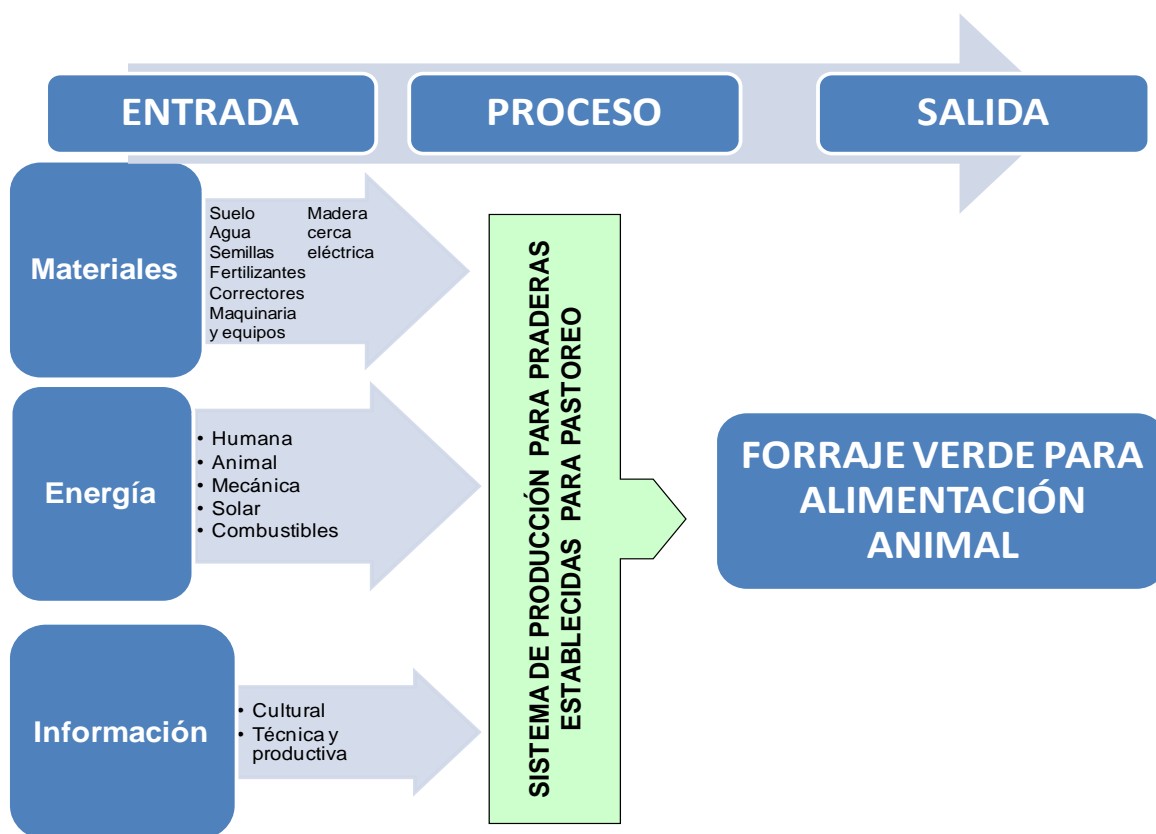 ENTRADA
PROCESO
SALIDA
Materiales
Suelo
Agua
Semillas
Fertilizantes
Correctores
Maquinaria
y equipos
Madera
cerca
eléctrica
Energía
• Humana
• Animal
• Mecánica
• Solar
• Combustibles
Información
• Cultural
• Técnica y
productiva
SISTEMA DE PRODUCCIÓN PARA PRADERAS
ESTABLECIDAS PARA PASTOREO
FORRAJE VERDE PARA
ALIMENTACIÓN
ANIMAL